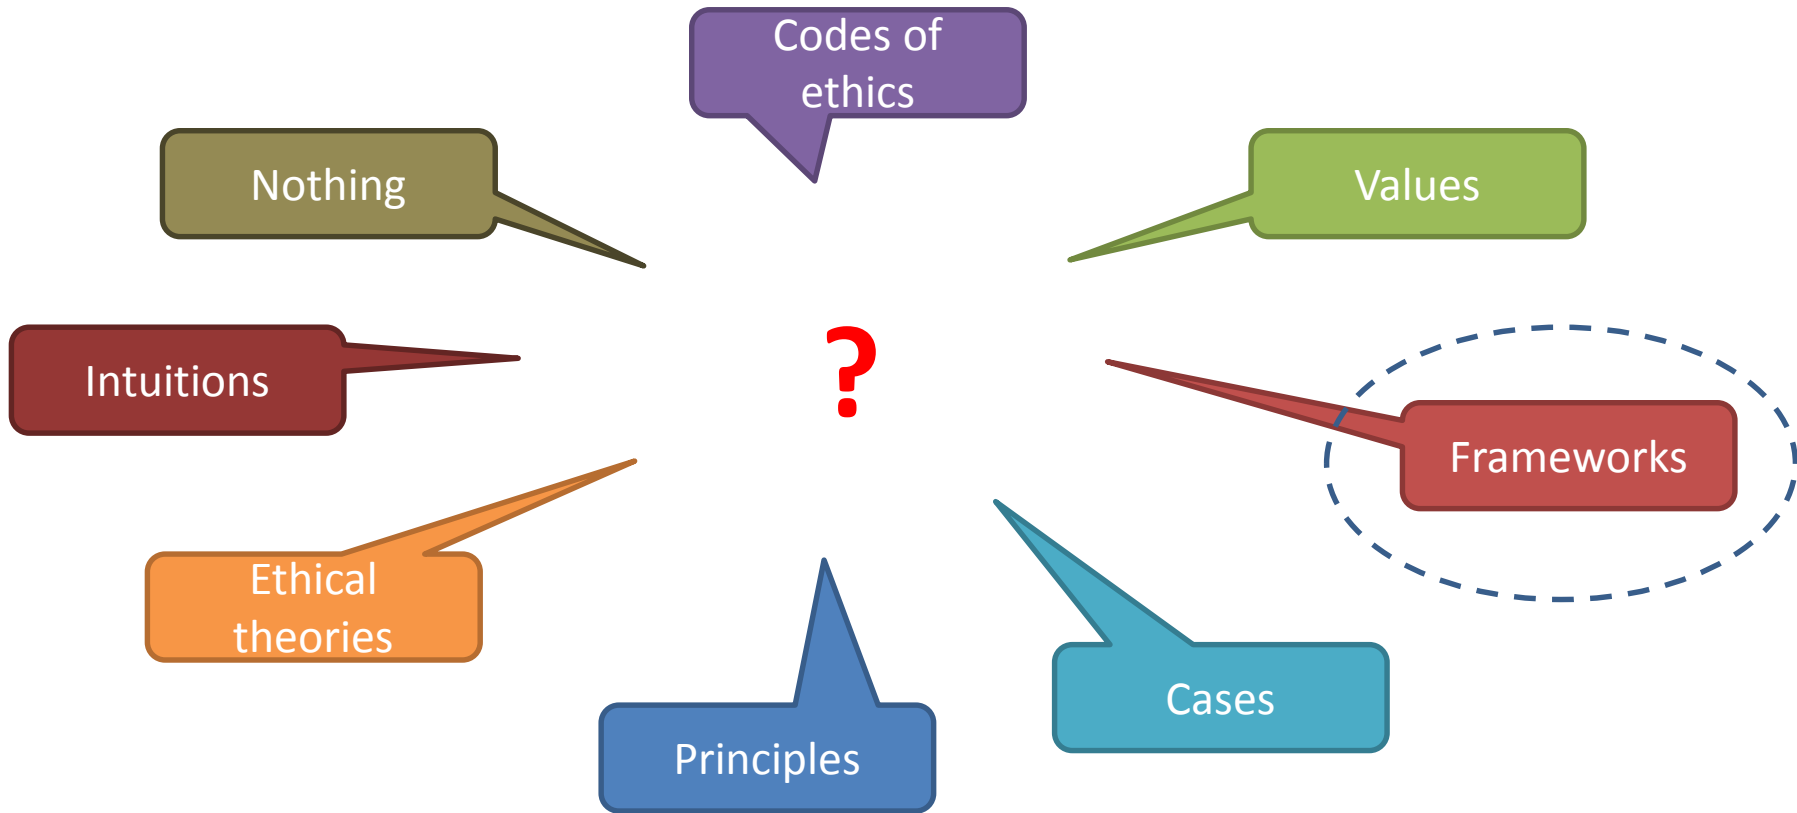 Codes of
ethics
Nothing
Values
?
Intuitions
Frameworks
Ethical
theories
Cases
Principles